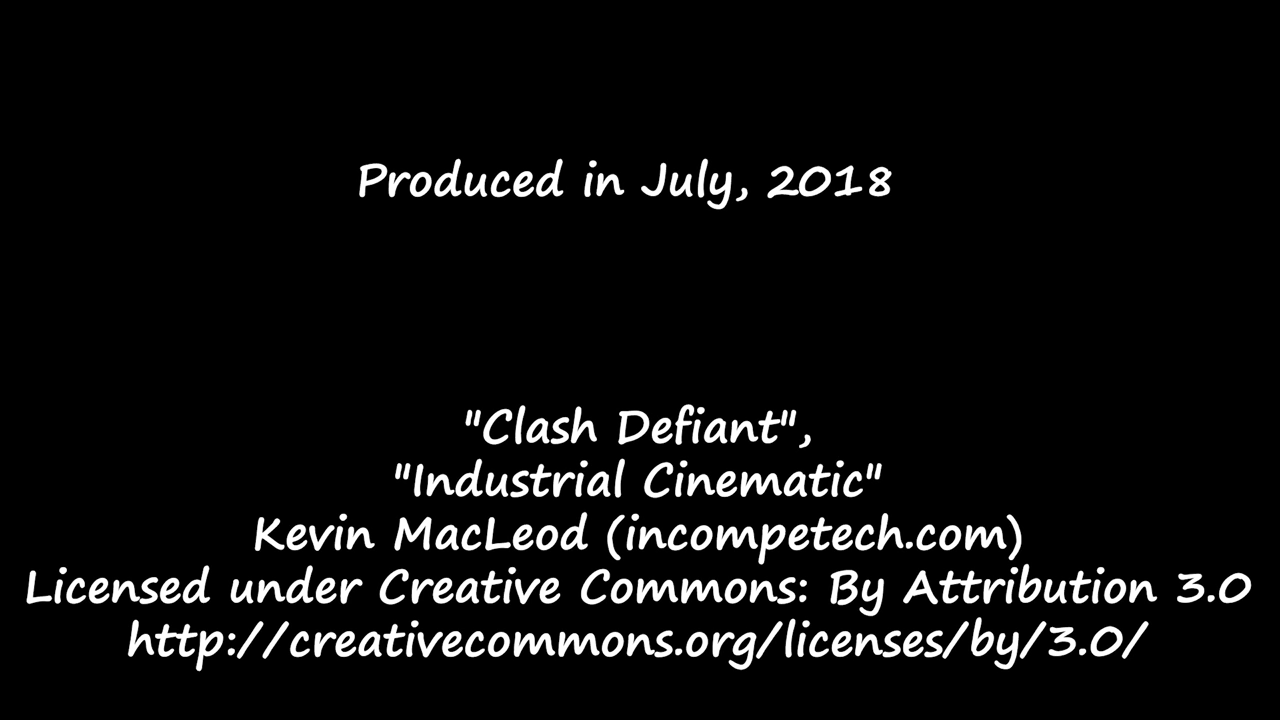 Produced in July, 2018
"Clash Defiant",
"Industrial Cinematic"
Kevin MacLeod (incompetech.com)
Licensed under Creative Commons: By Attribution 3.0
http://creativecommons.org/licenses/by/3.0/